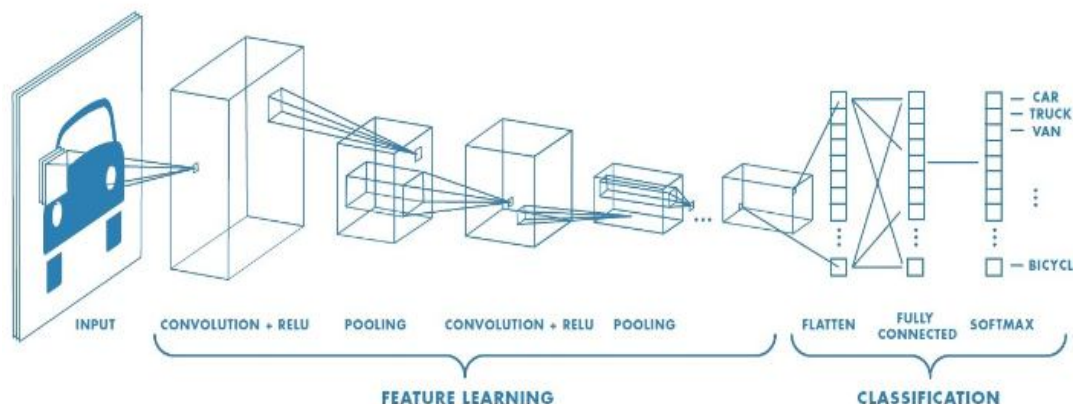 CAR
TRUCK
VAN
BICYCL
INPUT
CONVOLUTION + RELU
POOLING
CONVOLUTION + RELU
POOLING
FLATTEN
FULLY
CONNECTED
SOFTMAX
FEATURE LEARNING
CLASSIFICATION